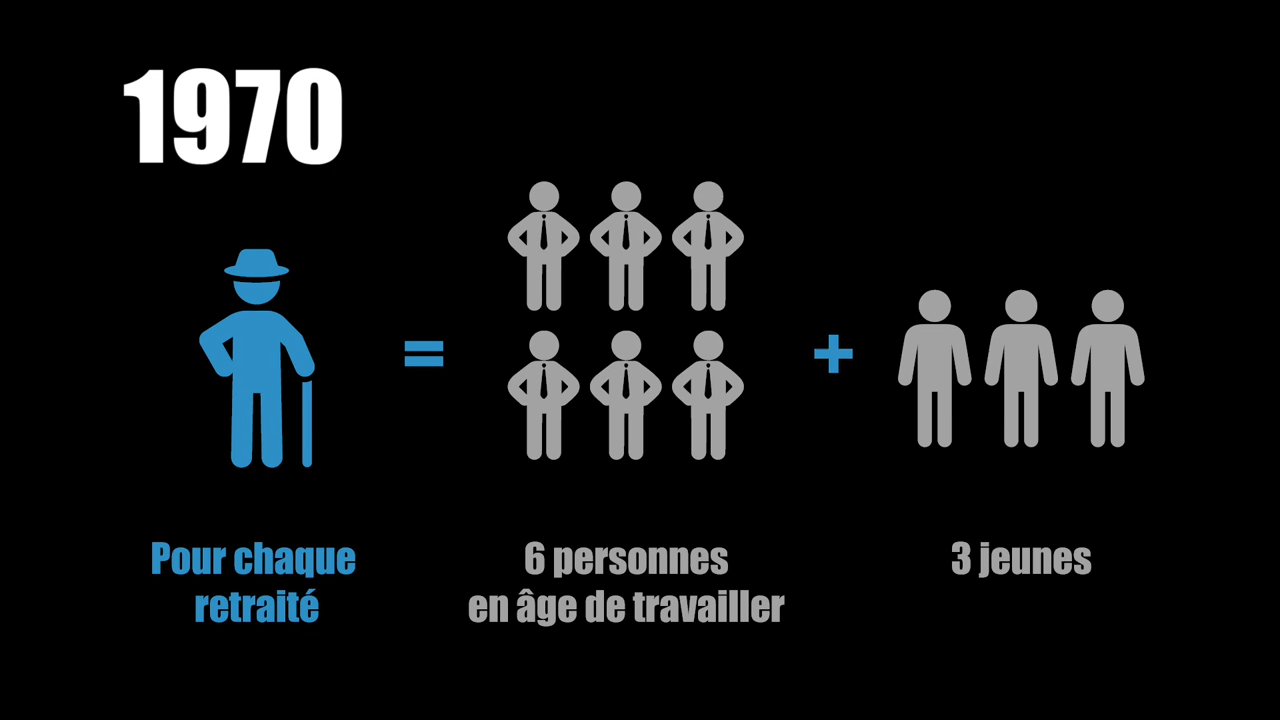 1970
=
+
Pour chaque
retraité
6 personnes
en âge de travailler
3 jeunes